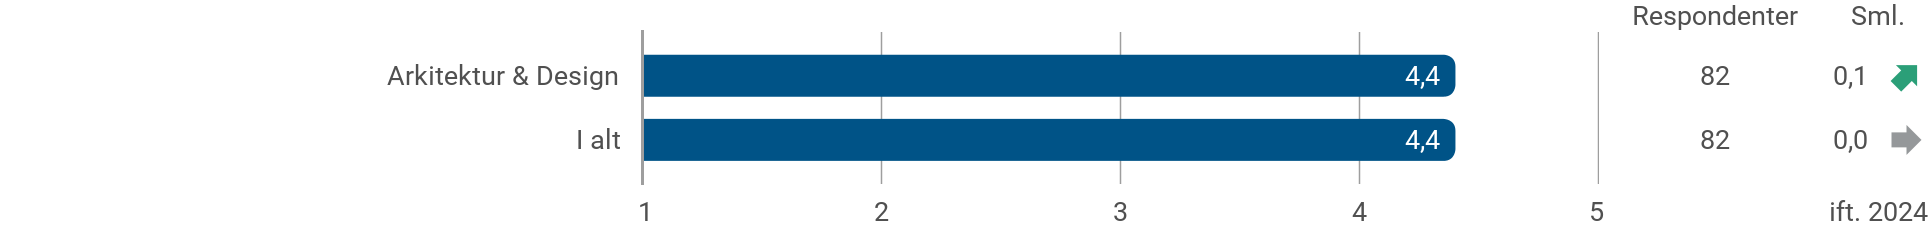 Respondenter Sml.
Arkitektur & Design 4,4 82 0,1
I alt 4,4 82 0,0
1 2 3 4 5 ift. 2024